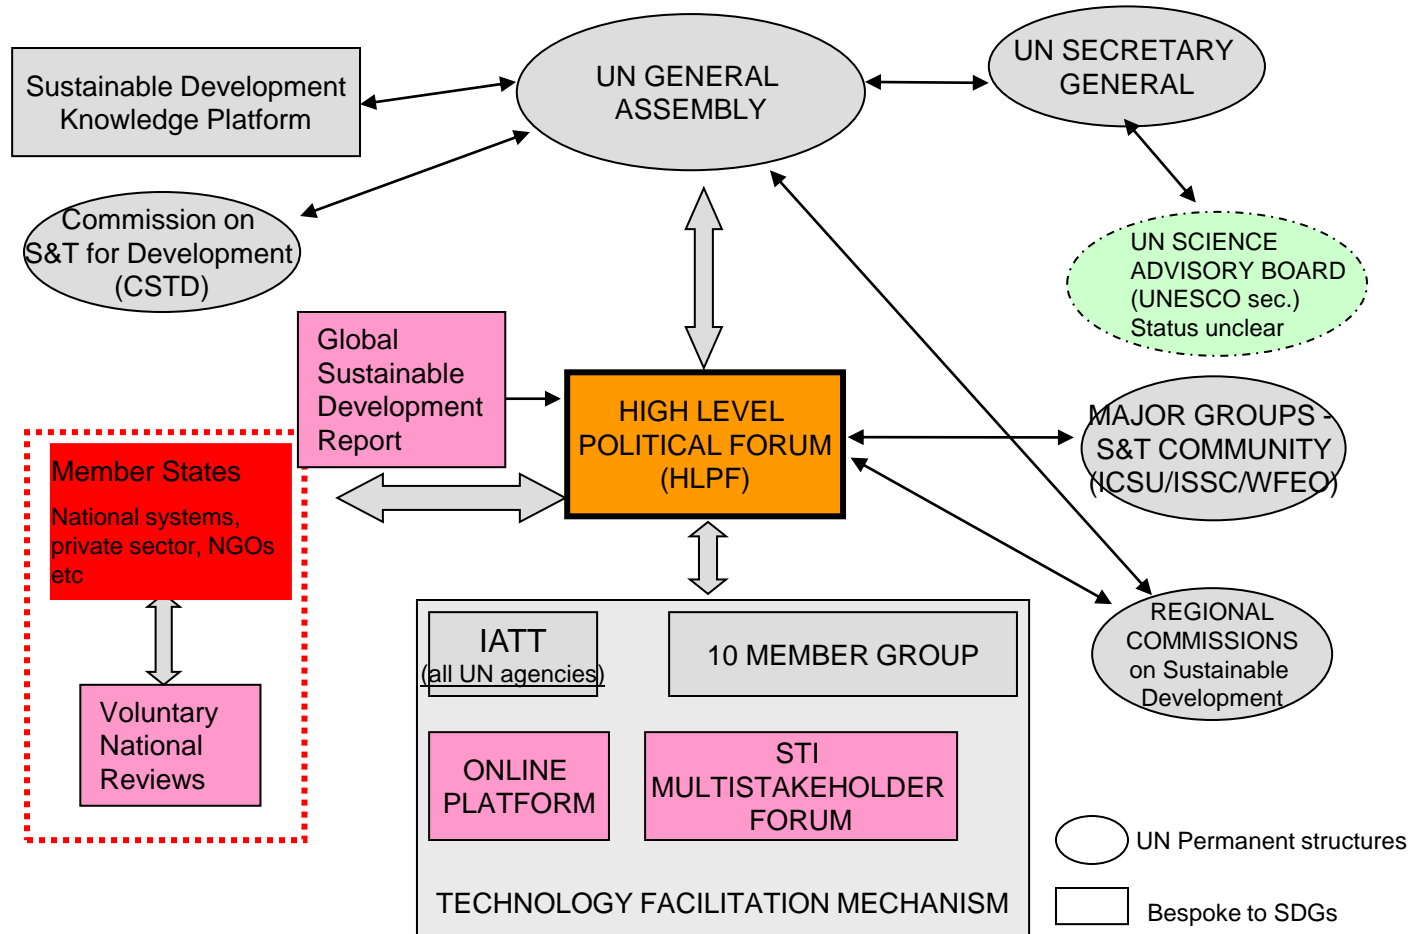 Sustainable Development
Knowledge Platform
UN GENERAL
ASSEMBLY
UN SECRETARY
GENERAL
Commission on
S&T for Development
(CSTD)
UN SCIENCE
ADVISORY BOARD
(UNESCO sec.)
Status unclear
Global
Sustainable
Development
Report
HIGH LEVEL
POLITICAL FORUM
(HLPF)
MAJOR GROUPS -
S&T COMMUNITY
(ICSU/ISSC/WFEO)
Member States
National systems,
private sector, NGOs
etc
Voluntary
National
Reviews
IATT
(all UN agencies)
10 MEMBER GROUP
REGIONAL
COMMISSIONS
on Sustainable
Development
ONLINE
PLATFORM
STI
MULTISTAKEHOLDER
FORUM
TECHNOLOGY FACILITATION MECHANISM
UN Permanent structures
Bespoke to SDGs